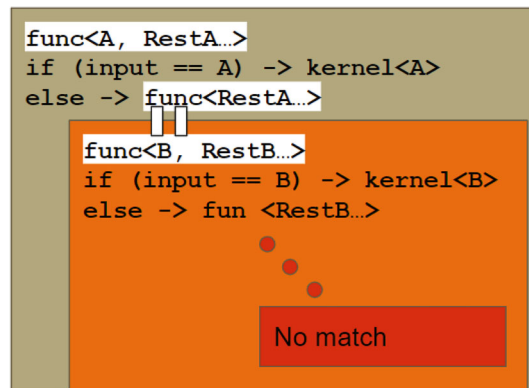 func<A, RestA…>
if (input == A) -> kernel<A>
else -> func<RestA…>
func<B, RestB…>
if (input == B) -> kernel<B>
else -> fun <RestB…>
No match